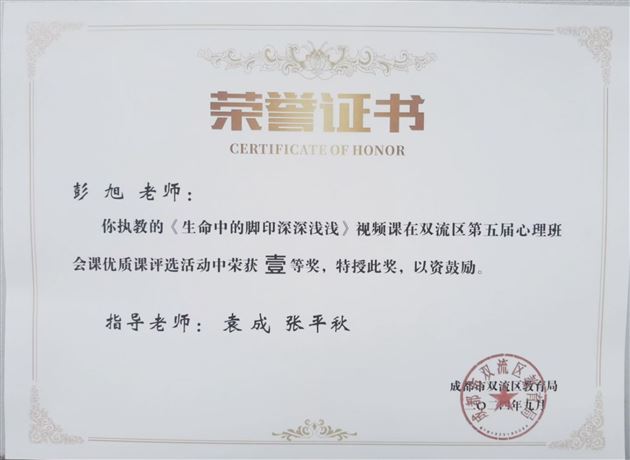 荣誉证书
CERTIFICATE OF HONOR
彭 旭 老师：
你执教的《生命中的脚印深深浅浅》视频课在双流区第五届心理班
会课优质课评选活动中荣获 壹 等奖，特授此奖，以资鼓励。
指导老师：袁成 张平秋
成都市双流区教育局
年九月